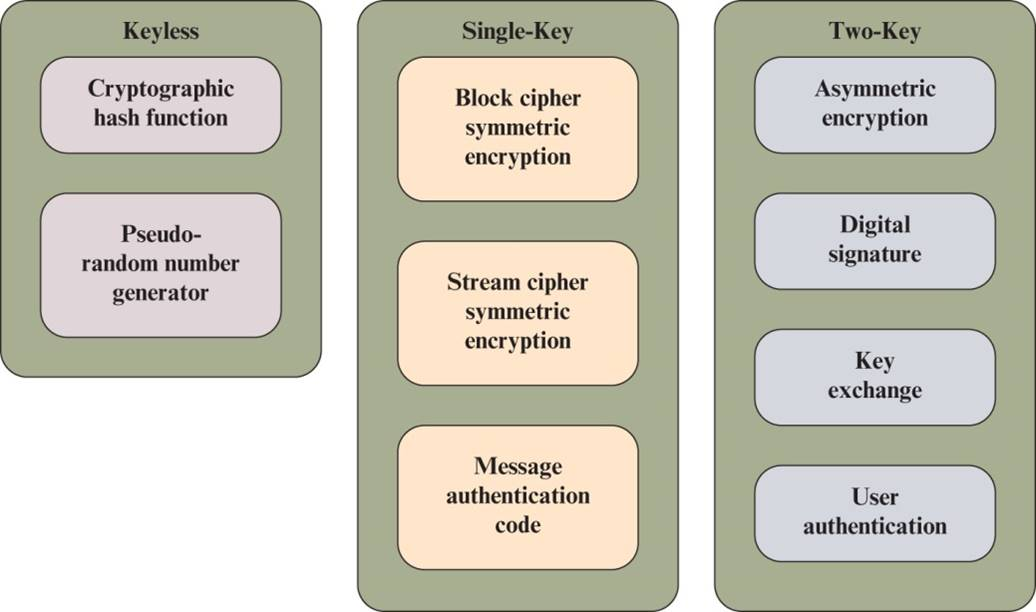 Keyless
Cryptographic
hash function
Pseudo-
random number
generator
Single-Key
Block cipher
symmetric
encryption
Stream cipher
symmetric
encryption
Message
authentication
code
Two-Key
Asymmetric
encryption
Digital
signature
Key
exchange
User
authentication